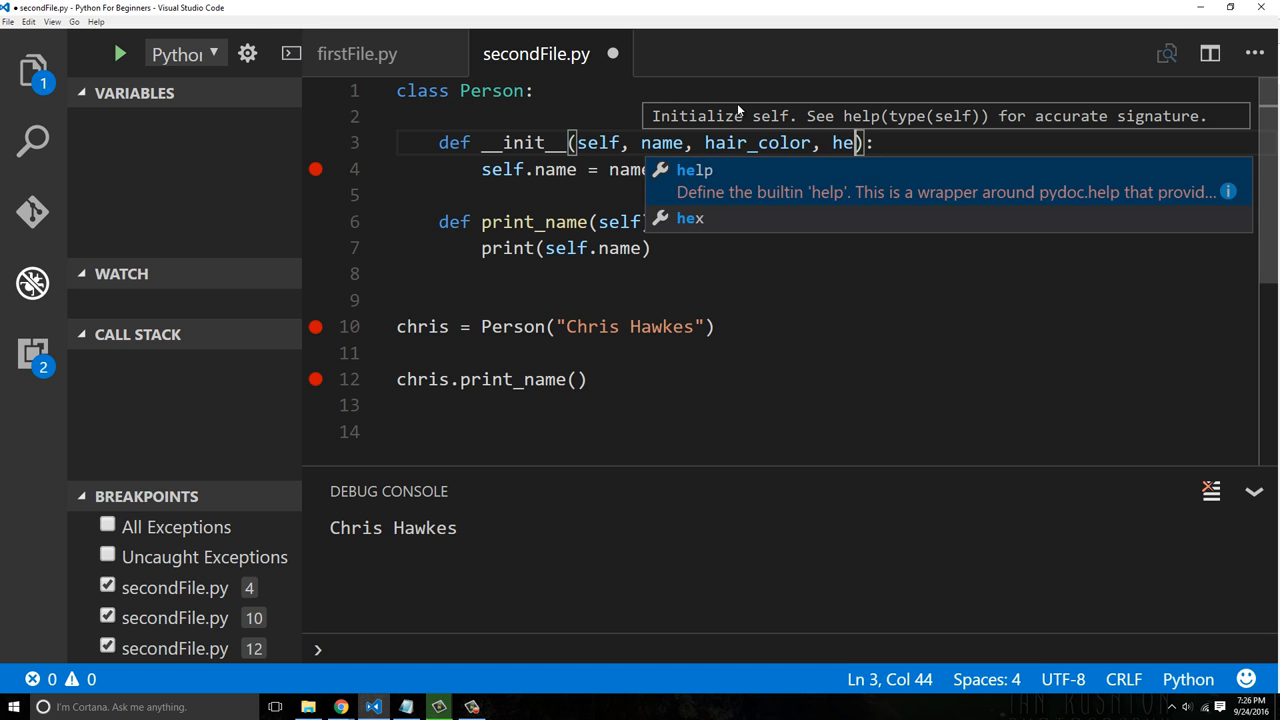 secondFile.py - Python For Beginners - Visual Studio Code
File Edit View Go Help
Python
firstFile.py
secondFile.py
1
VARIABLES
WATCH
CALL STACK
2
BREAKPOINTS
All Exceptions
Uncaught Exceptions
secondFile.py 4
secondFile.py 10
secondFile.py 12
1 class Person:
2
Initialize self. See help(type(self)) for accurate signature.
3 def __init__(self, name, hair_color, he):
4 self.name = name
help
Define the builtin 'help'. This is a wrapper around pydoc.help that provid...
hex
5
6 def print_name(self)
7 print(self.name)
8
9
10 chris = Person("Chris Hawkes")
11
12 chris.print_name()
13
14
DEBUG CONSOLE
Chris Hawkes
0 0 Ln 3, Col 44 Spaces: 4 UTF-8 CRLF Python
I'm Cortana. Ask me anything.
7:26 PM
9/24/2016